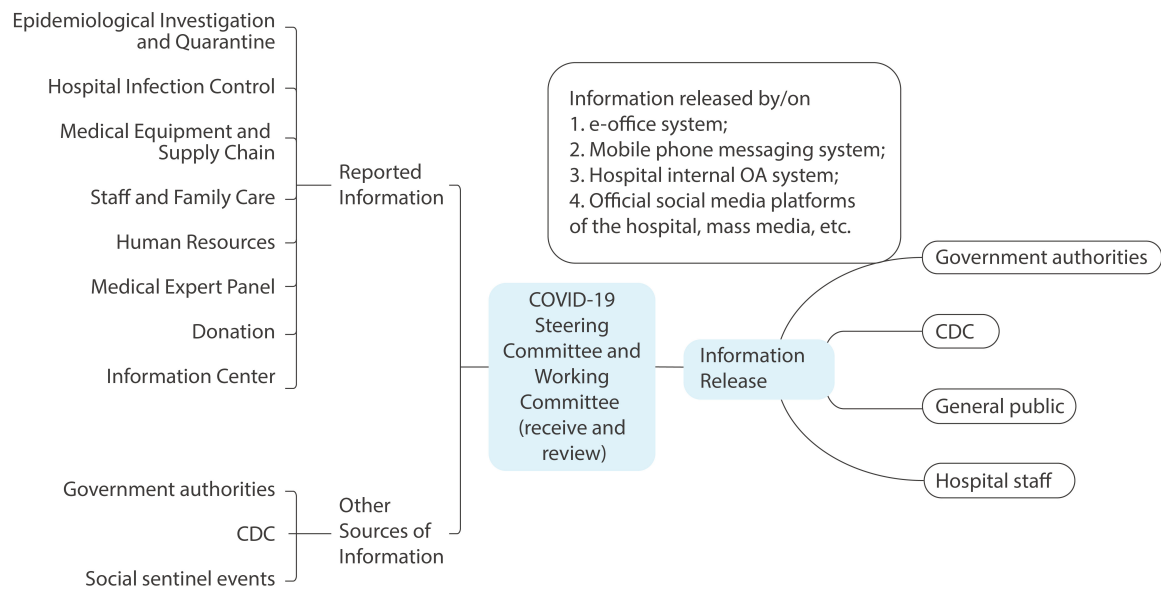 Epidemiological Investigation
and Quarantine
Hospital Infection Control
Medical Equipment and
Supply Chain
Staff and Family Care
Human Resources
Medical Expert Panel
Donation
Information Center
Reported
Information
Government authorities
CDC
Social sentinel events
Other
Sources of
Information
COVID-19
Steering
Committee and
Working
Committee
(receive and
review)
Information released by/on
1. e-office system;
2. Mobile phone messaging system;
3. Hospital internal OA system;
4. Official social media platforms
of the hospital, mass media, etc.
Information
Release
Government authorities
CDC
General public
Hospital staff